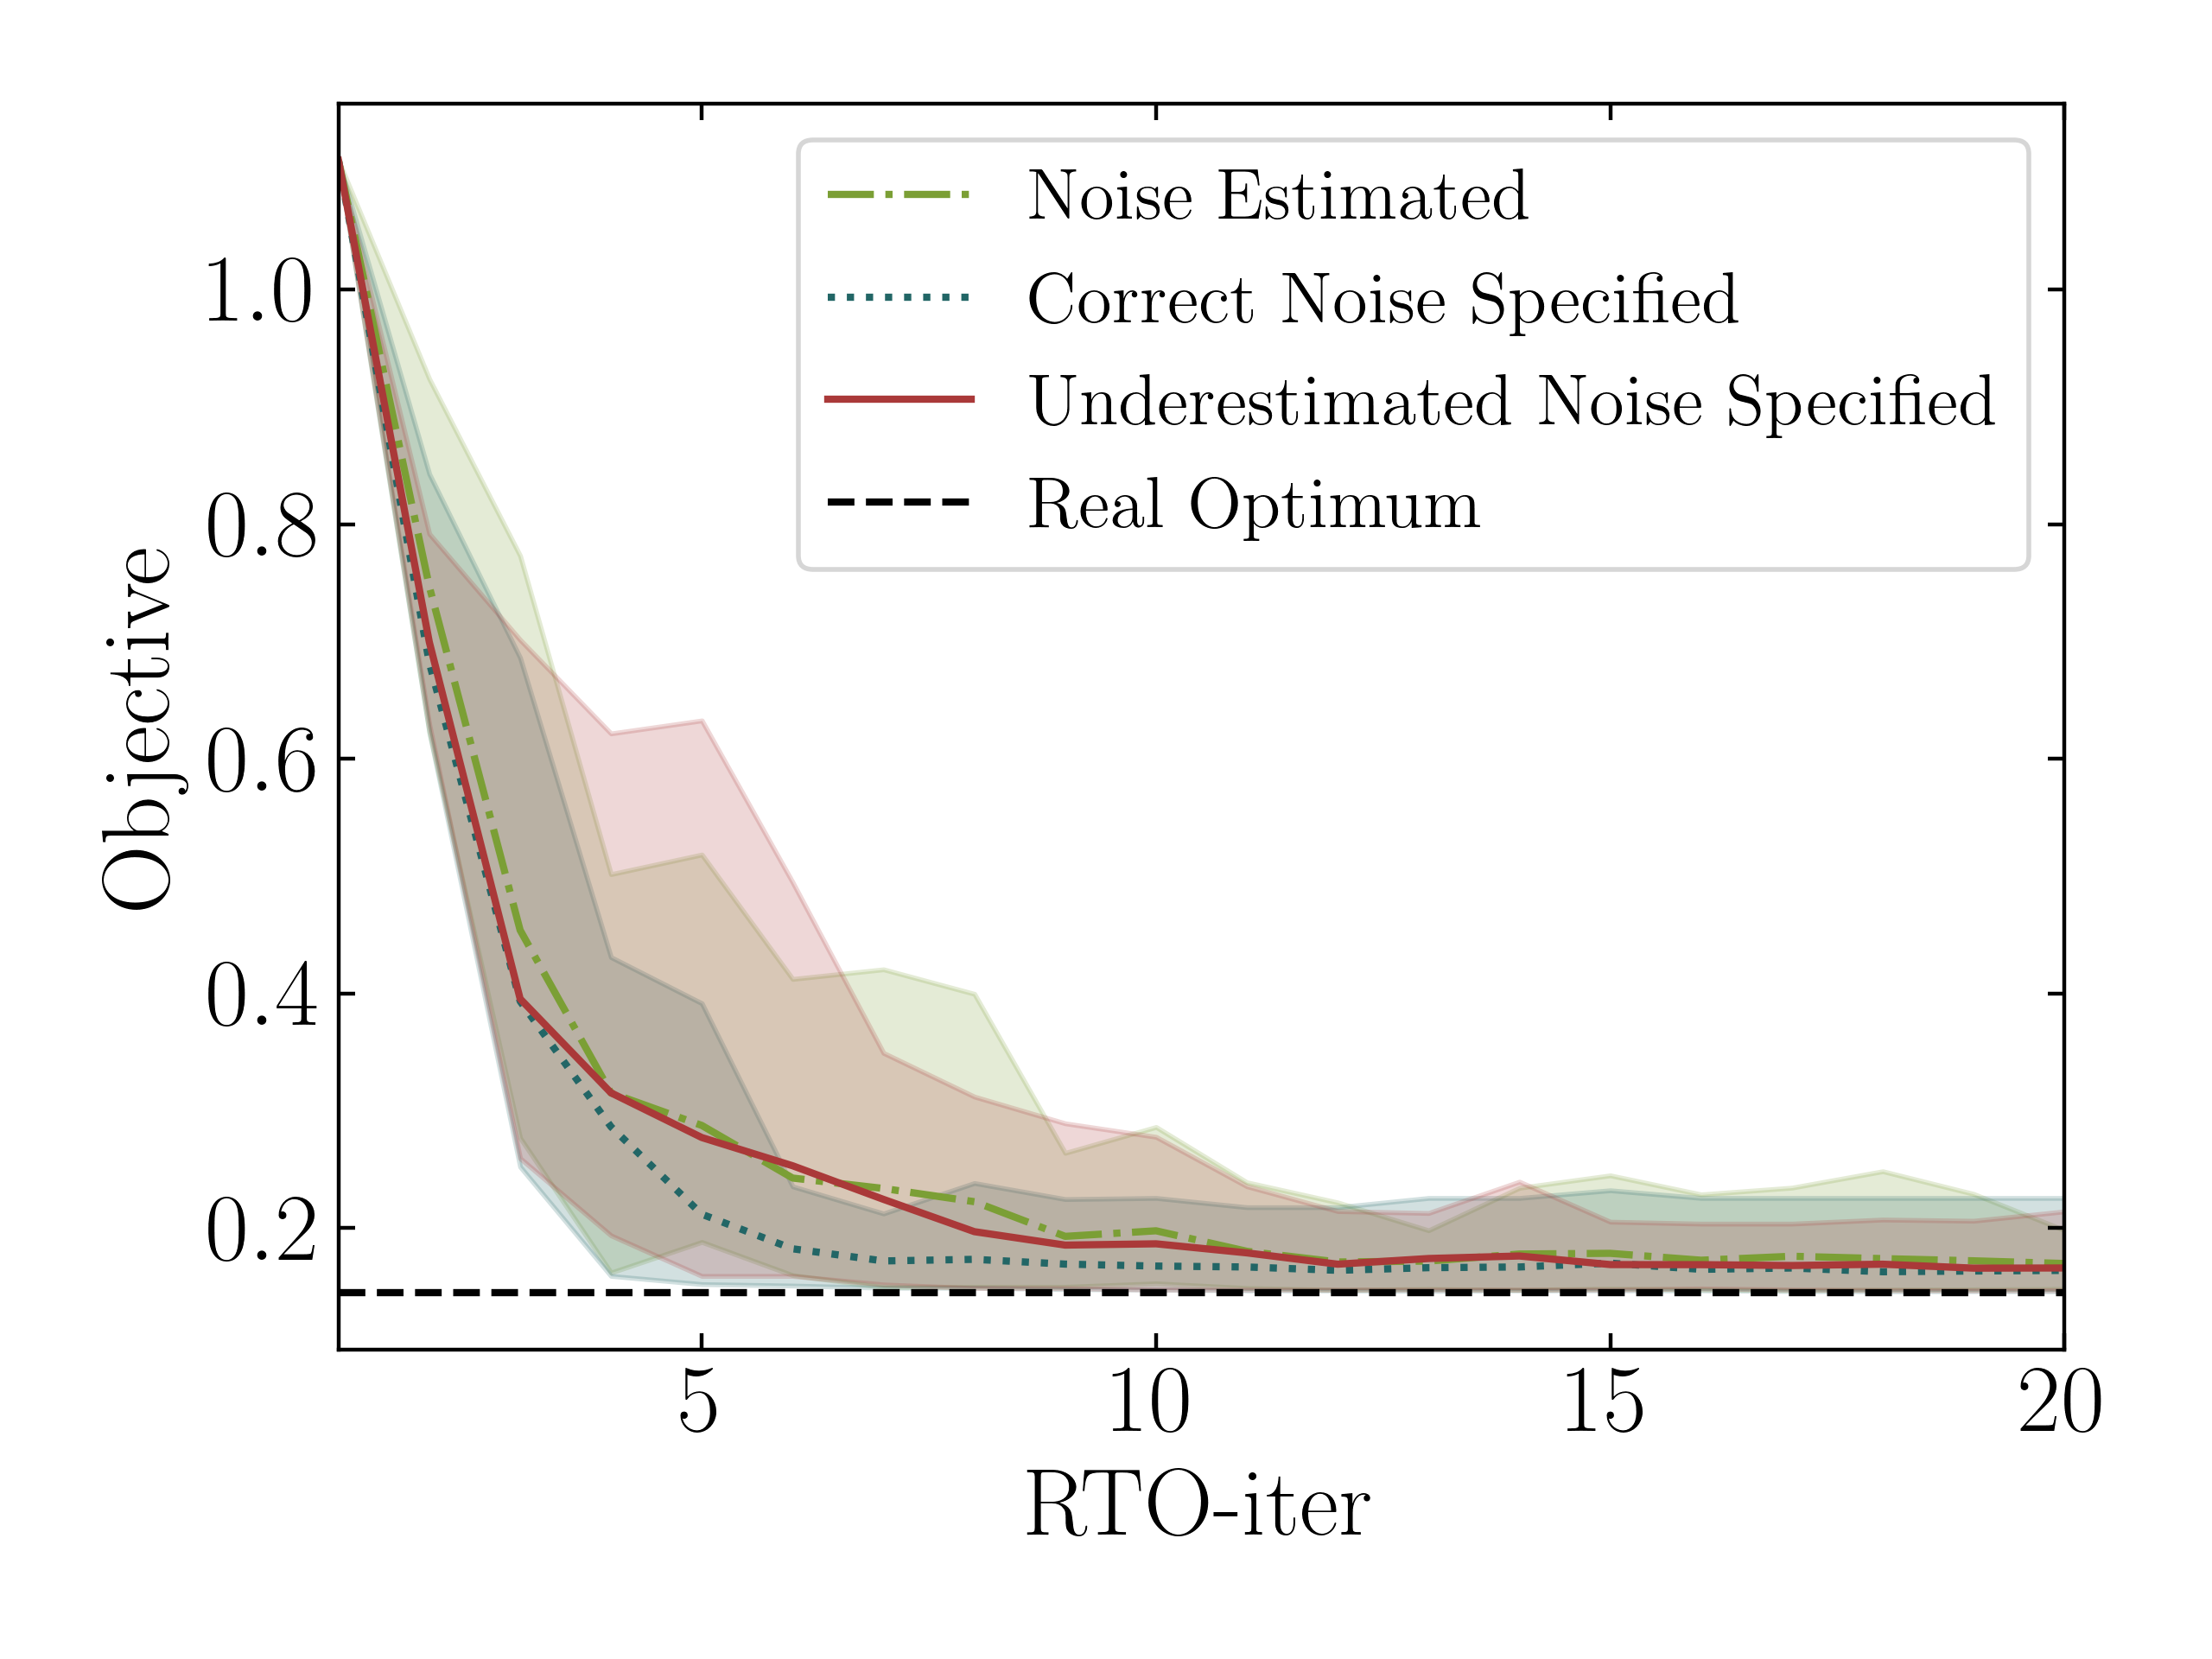 Noise Estimated
Correct Noise Specified
Underestimated Noise Specified
Real Optimum
Objective
1.0
0.8
0.6
0.4
0.2
5 10 15 20
RTO-iter